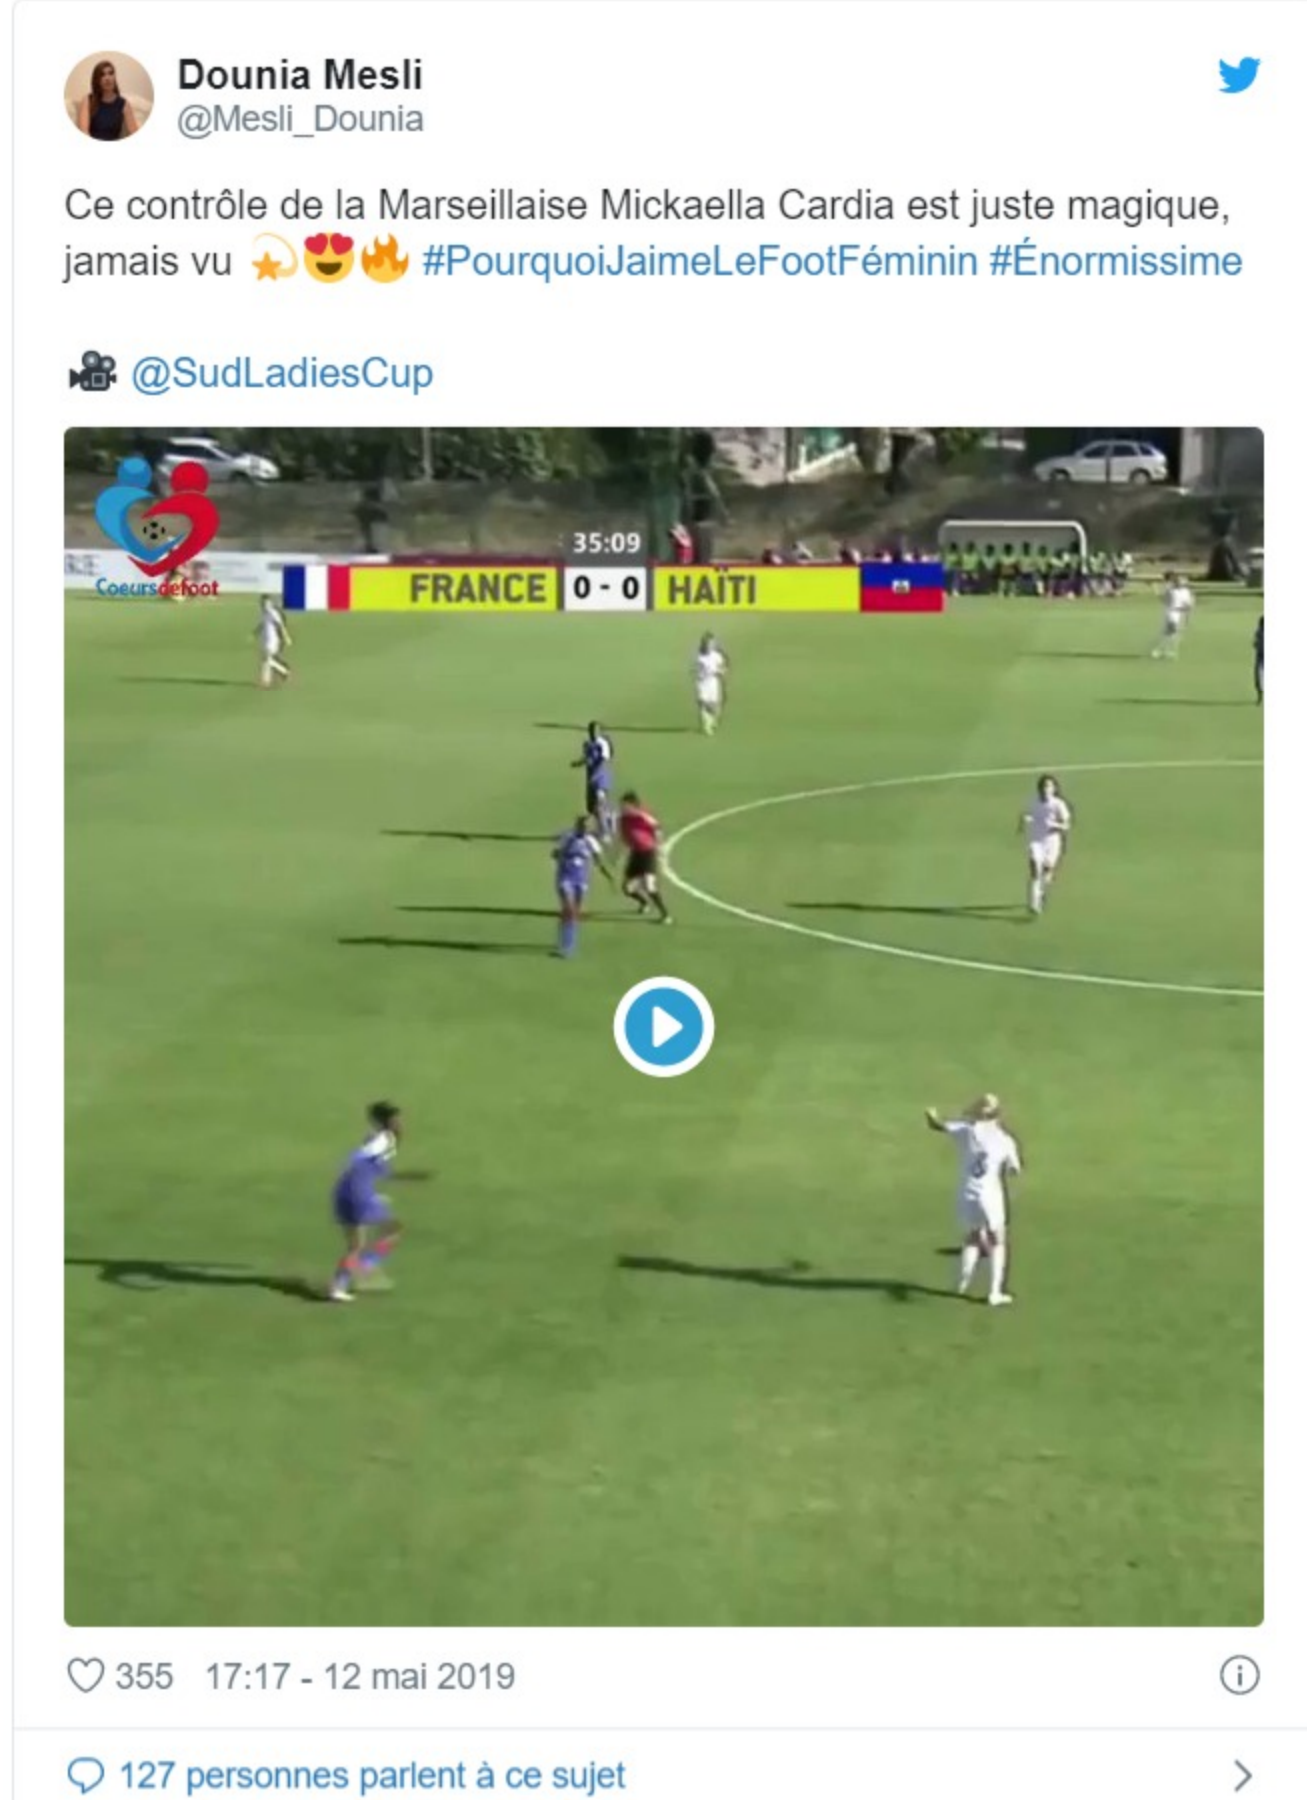 Dounia Mesli
@Mesli_Dounia
Ce contrôle de la Marseillaise Mickaella Cardia est juste magique,
jamais vu 💫😍🔥 #PourquoiJaimeLeFootFéminin #Énormissime
🎥 @SudLadiesCup
Coeursdefoot
35:09
FRANCE 0 - 0 HAÏTI
355 17:17 - 12 mai 2019
127 personnes parlent à ce sujet